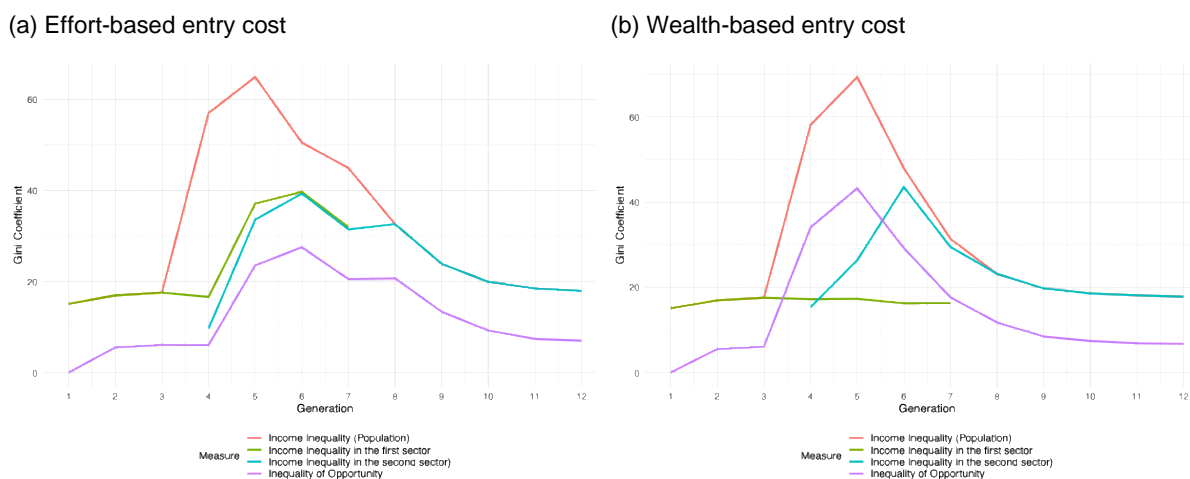 (a) Effort-based entry cost
60
40
20
0
Gini Coefficient
1 2 3 4 5 6 7 8 9 10 11 12
Generation
Measure
Income Inequality (Population)
Income Inequality in the first sector
Income Inequality in the second sector)
Inequality of Opportunity
(b) Wealth-based entry cost
60
40
20
0
Gini Coefficient
1 2 3 4 5 6 7 8 9 10 11 12
Generation
Measure
Income Inequality (Population)
Income Inequality in the first sector
Income Inequality in the second sector)
Inequality of Opportunity